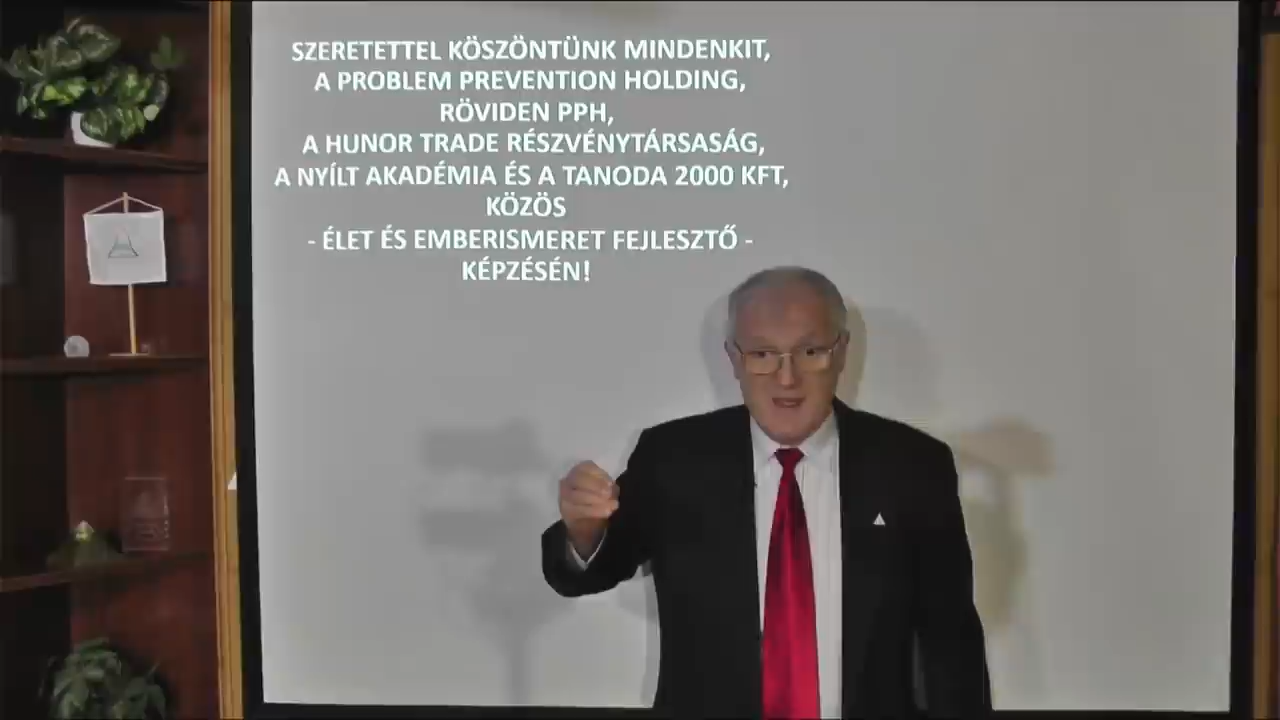 SZERETETTEL KÖSZÖNTÜNK MINDENKIT,
A PROBLEM PREVENTION HOLDING,
RÖVIDEN PPH,
A HUNOR TRADE RÉSZVÉNYTÁRSASÁG,
A NYÍLT AKADÉMIA ÉS A TANODA 2000 KFT,
KÖZÖS
- ÉLET ÉS EMBERISMERET FEJLESZTŐ -
KÉPZÉSÉN!